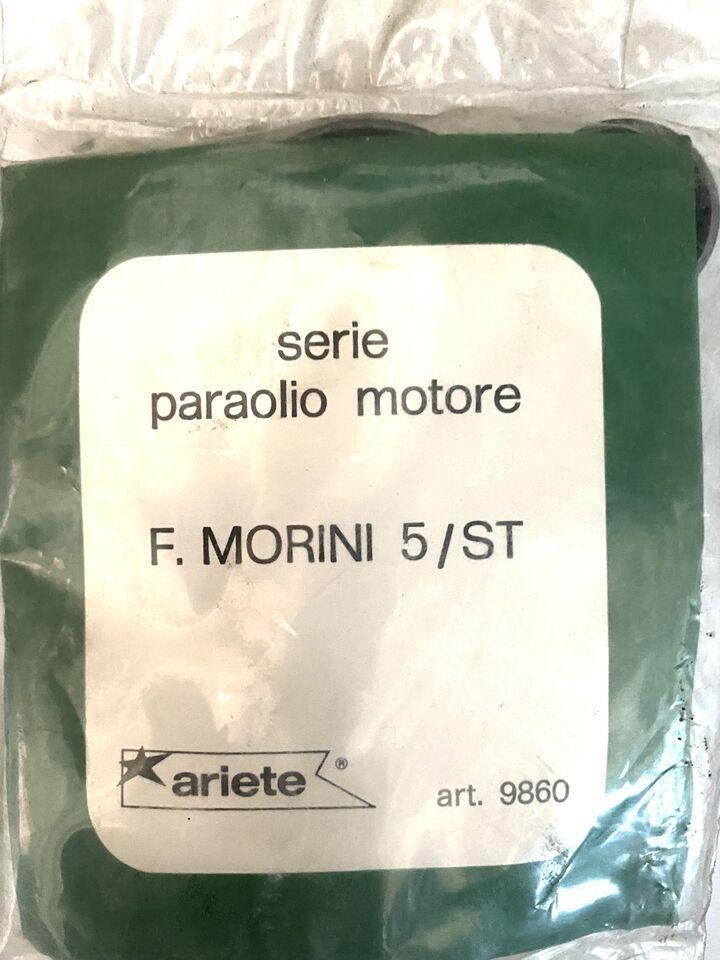 serie
paraolio motore
F. MORINI 5/ST
ariete®
art. 9860